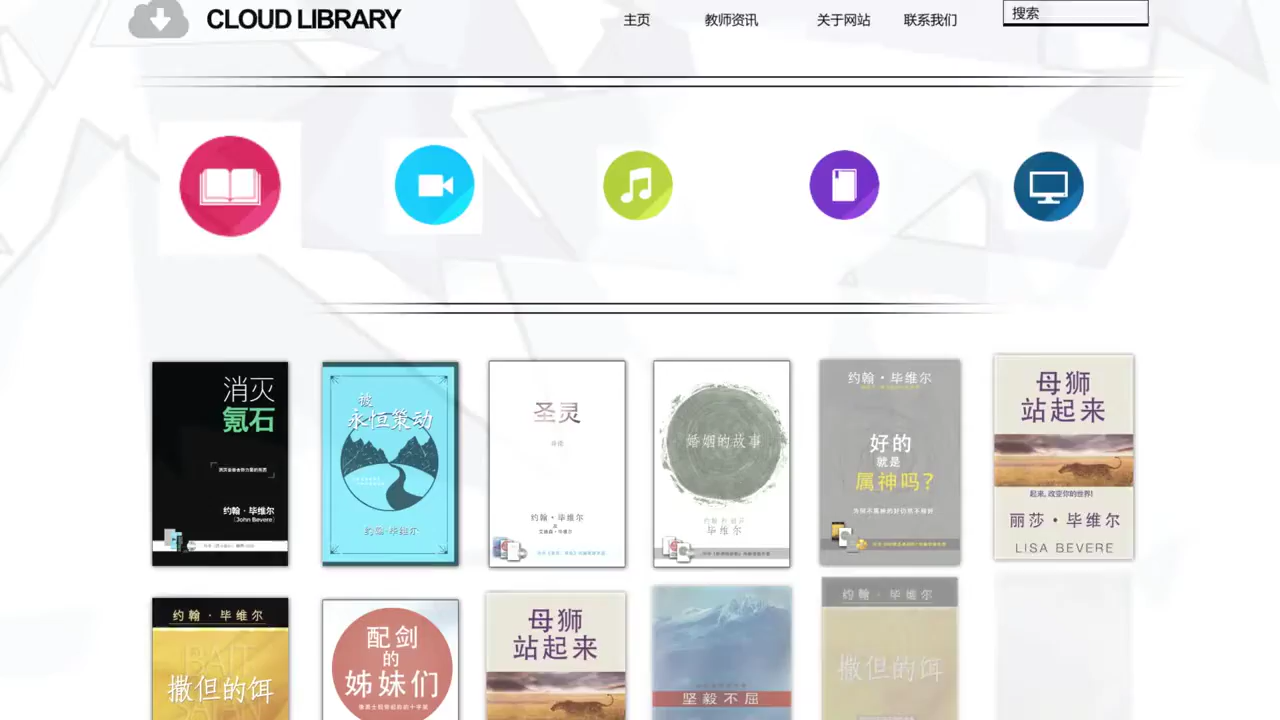 CLOUD LIBRARY
主页
教师资讯
关于网站
联系我们
搜索
消灭
氪石
约翰·毕维尔
(John Bevere)
被
永恒策动
约翰·毕维尔
圣灵
约翰·毕维尔
婚姻的故事
毕维尔
约翰·毕维尔
好的
就是
属神吗?
母狮
站起来
起来,改变你的世界!
丽莎·毕维尔
LISA BEVERE
约翰·毕维尔
BAIT
撒但的饵
配剑
的
姊妹们
母狮
站起来
坚毅不屈
约翰·毕维尔
撒但的饵